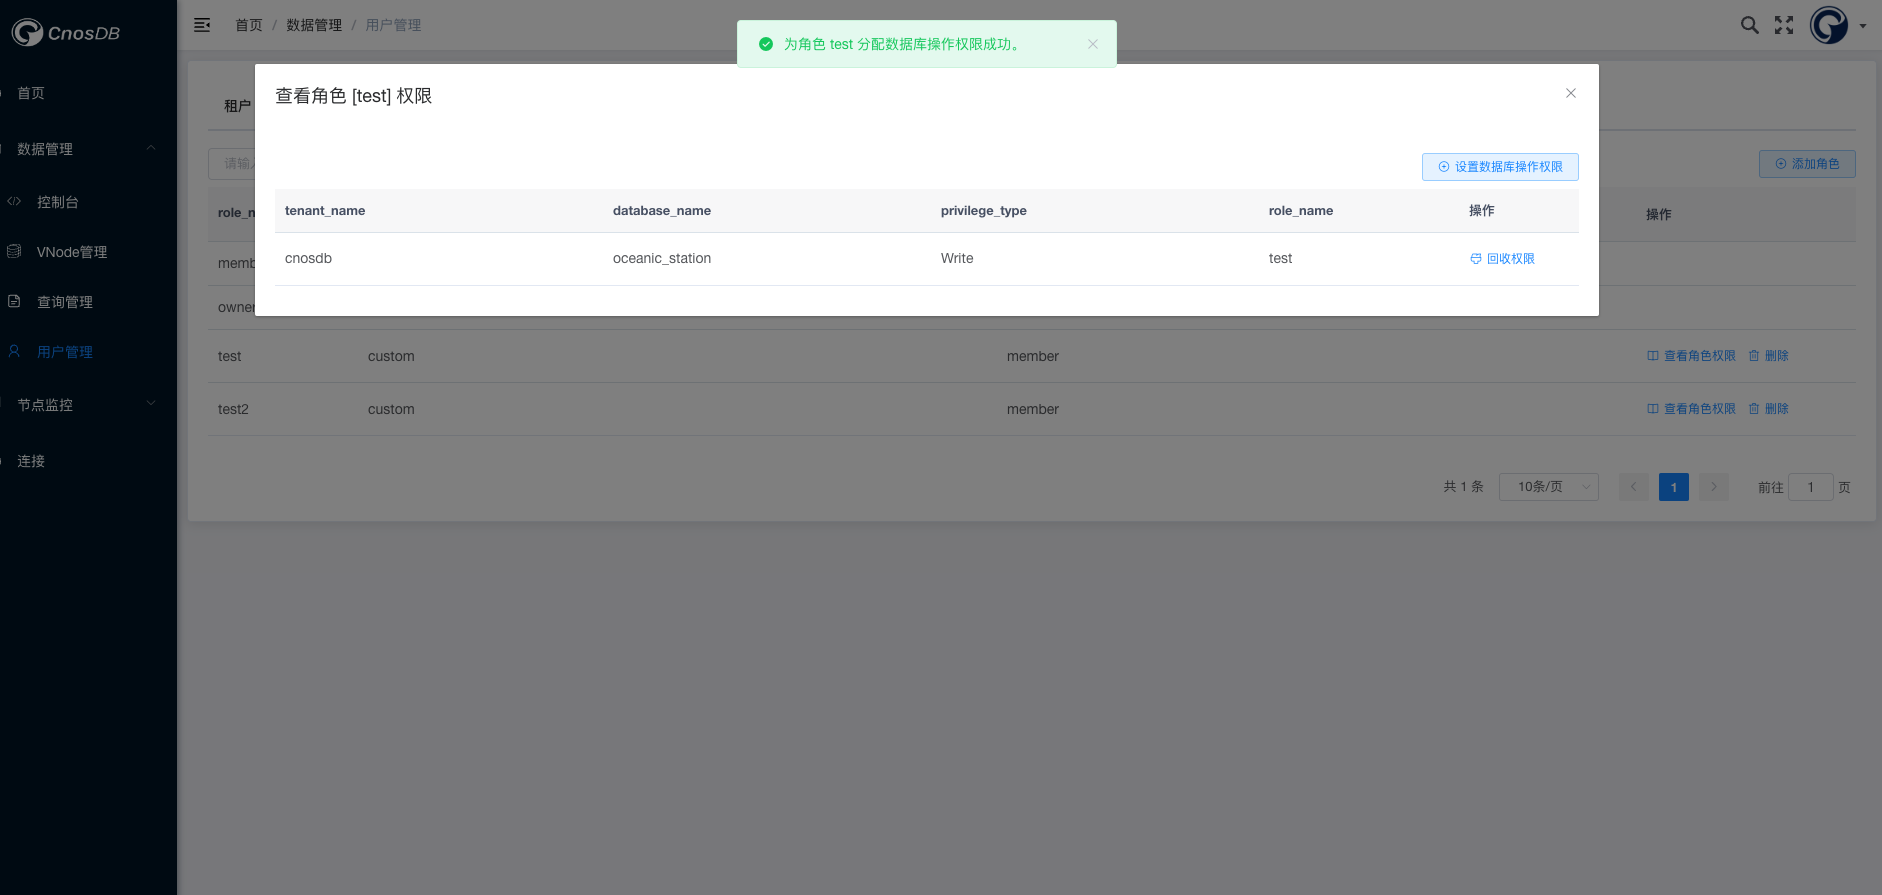 CnosDB
首页 / 数据管理 / 用户管理
为角色 test 分配数据库操作权限成功。
首页
数据管理
控制台
VNode管理
查询管理
用户管理
节点监控
连接
租户
查看角色 [test] 权限
设置数据库操作权限
添加角色
tenant_name database_name privilege_type role_name 操作
操作
cnosdb oceanic_station Write test 回收权限
test custom member 查看角色权限 删除
test2 custom member 查看角色权限 删除
共 1 条 10条/页 1 前往 1 页